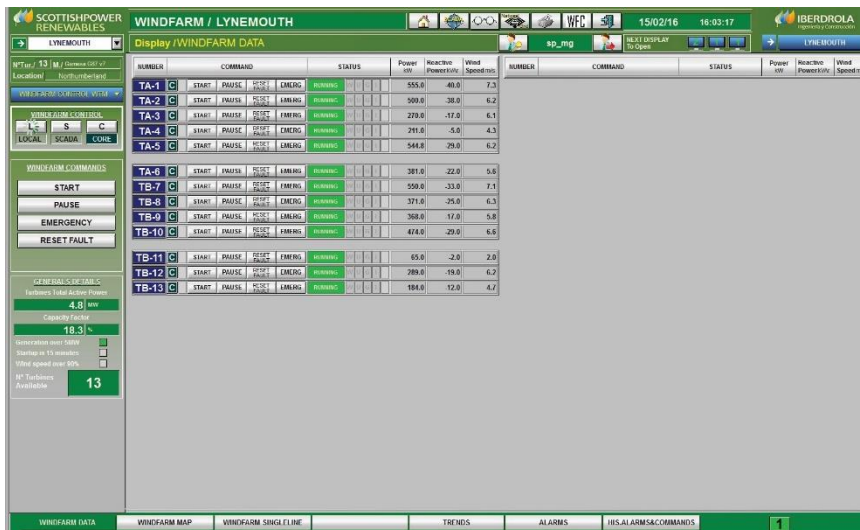 SCOTTISHPOWER
RENEWABLES
WINDFARM / LYNEMOUTH
WFC
15/02/16
16:03:17
IBERDROLA
Ingeniería y Construcción
LYNEMOUTH
Display / WINDFARM DATA
sp_mg
NEXT DISPLAY
To Open
LYNEMOUTH
NºTur./ 13 M./
Location/ Northumberland
WINDFARM CONTROL
L S C
LOCAL SCADA CORE
WINDFARM COMMANDS
START
PAUSE
EMERGENCY
RESET FAULT
GENERALS DETAILS
Turbines Total Active Power
4.8 MW
Capacity Factor
18.3 %
Generation over 50kW
Startup in 15 minutes
Wind speed over 80%
Nº Turbines
Available 13
NUMBER COMMAND STATUS Power kW Reactive Power kVAr Wind Speed m/s
TA-1 C START PAUSE RESET FAULT EMERG RUNNING 555.0 40.0 7.3
TA-2 C START PAUSE RESET FAULT EMERG RUNNING 500.0 -38.0 6.2
TA-3 C START PAUSE RESET FAULT EMERG RUNNING 270.0 -17.0 6.1
TA-4 C START PAUSE RESET FAULT EMERG RUNNING 211.0 -5.0 4.3
TA-5 C START PAUSE RESET FAULT EMERG RUNNING 544.8 -29.0 6.2
TA-6 C START PAUSE RESET FAULT EMERG RUNNING 381.0 -22.0 5.6
TB-7 C START PAUSE RESET FAULT EMERG RUNNING 550.0 -33.0 7.1
TB-8 C START PAUSE RESET FAULT EMERG RUNNING 371.0 -25.0 6.3
TB-9 C START PAUSE RESET FAULT EMERG RUNNING 368.0 17.0 5.8
TB-10 C START PAUSE RESET FAULT EMERG RUNNING 474.0 -29.0 6.6
TB-11 C START PAUSE RESET FAULT EMERG RUNNING 65.0 -2.0 2.0
TB-12 C START PAUSE RESET FAULT EMERG RUNNING 289.0 -19.0 6.2
TB-13 C START PAUSE RESET FAULT EMERG RUNNING 184.0 12.0 4.7
NUMBER COMMAND STATUS Power kW Reactive Power kVAr Wind Speed m/s
WINDFARM DATA WINDFARM MAP WINDFARM SINGLELINE TRENDS ALARMS HIS.ALARMS&COMMANDS 1